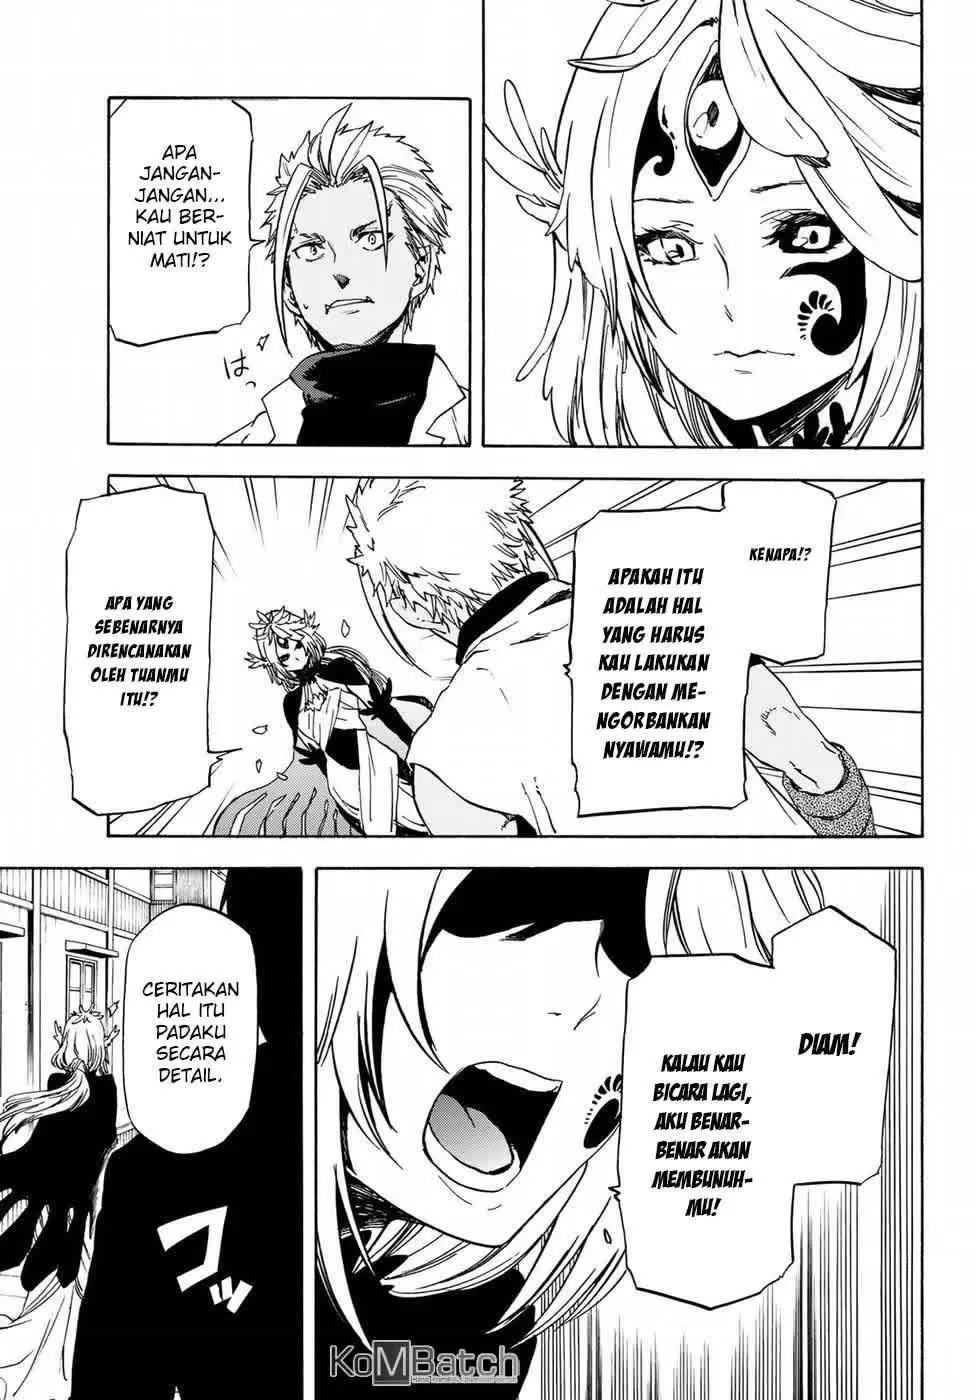 APA
JANGAN-
JANGAN...
KAU BER-
NIAT UNTUK
MATI!?
はっ
KENAPA!?
APAKAH ITU
ADALAH HAL
YANG HARUS
KAU LAKUKAN
DENGAN ME-
NGORBANKAN
NYAWAMU!?
APA YANG
SEBENARNYA
DIRENCANAKAN
OLEH TUANMU
ITU!?
DIAM!
KALAU KAU
BICARA LAGI,
AKU BENAR-
BENAR AKAN
MEMBUNUH-
MU!
CERITAKAN
HAL ITU
PADAKU
SECARA
DETAIL.
コッ
KoMBatch